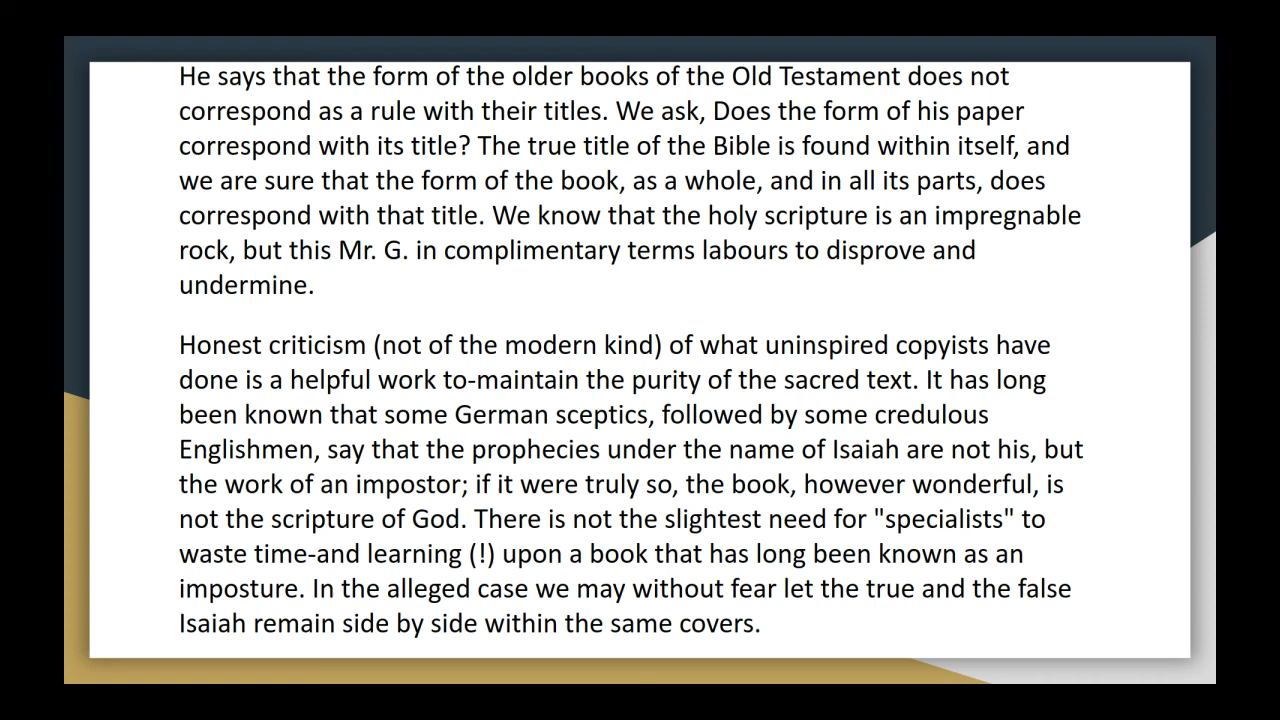 He says that the form of the older books of the Old Testament does not
correspond as a rule with their titles. We ask, Does the form of his paper
correspond with its title? The true title of the Bible is found within itself, and
we are sure that the form of the book, as a whole, and in all its parts, does
correspond with that title. We know that the holy scripture is an impregnable
rock, but this Mr. G. in complimentary terms labours to disprove and
undermine.
Honest criticism (not of the modern kind) of what uninspired copyists have
done is a helpful work to-maintain the purity of the sacred text. It has long
been known that some German sceptics, followed by some credulous
Englishmen, say that the prophecies under the name of Isaiah are not his, but
the work of an impostor; if it were truly so, the book, however wonderful, is
not the scripture of God. There is not the slightest need for "specialists" to
waste time-and learning (!) upon a book that has long been known as an
imposture. In the alleged case we may without fear let the true and the false
Isaiah remain side by side within the same covers.